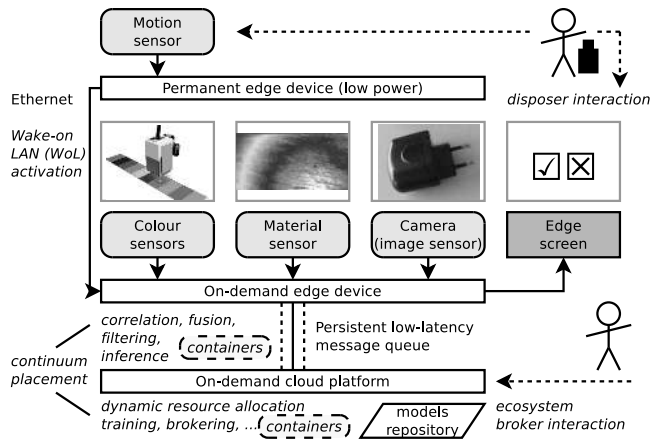 Motion
sensor
Permanent edge device (low power)
Ethernet
disposer interaction
Wake-on
LAN (WoL)
activation
Colour
sensors
Material
sensor
Camera
(image sensor)
Edge
screen
On-demand edge device
correlation, fusion,
filtering,
inference
containers
Persistent low-latency
message queue
continuum
placement
On-demand cloud platform
dynamic resource allocation
training, brokering, ...
containers
models
repository
ecosystem
broker interaction